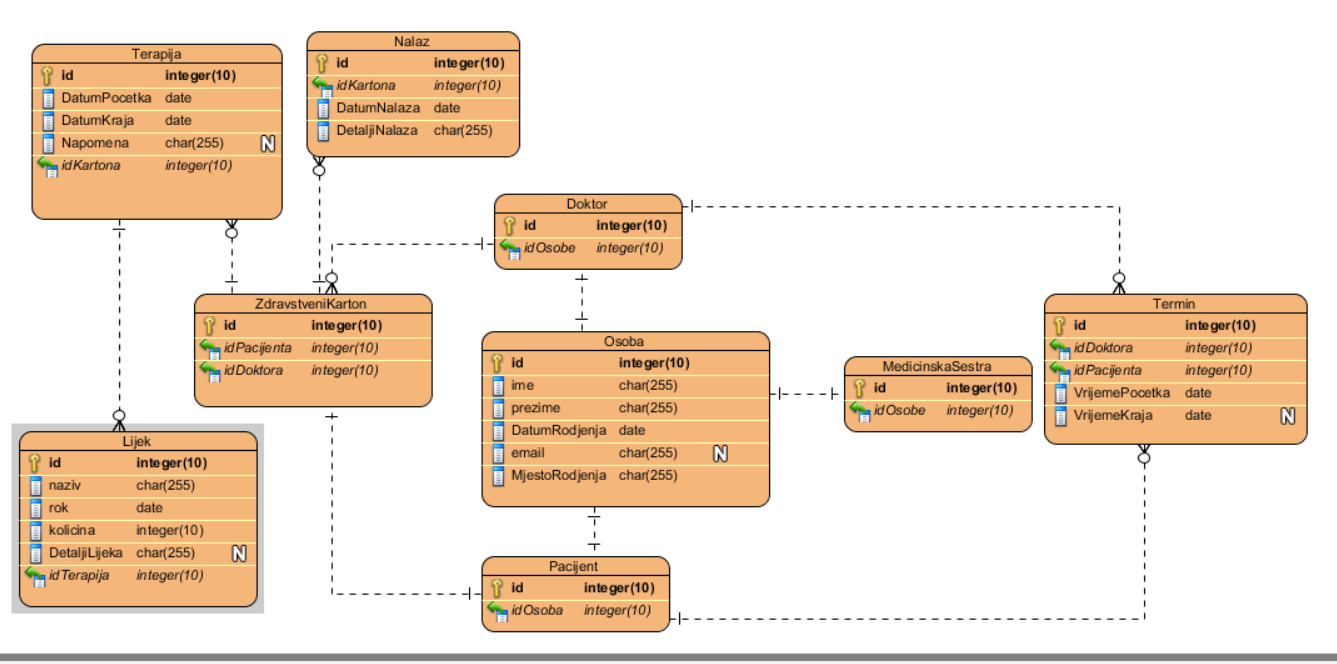 Terapija
id integer(10)
DatumPocetka date
DatumKraja date
Napomena char(255) N
idKartona integer(10)
Nalaz
id integer(10)
idKartona integer(10)
DatumNalaza date
DetaljiNalaza char(255)
Doktor
id integer(10)
idOsobe integer(10)
ZdravstveniKarton
id integer(10)
idPacijenta integer(10)
idDoktora integer(10)
Osoba
id integer(10)
ime char(255)
prezime char(255)
DatumRodjenja date
email char(255) N
MjestoRodjenja char(255)
MedicinskaSestra
id integer(10)
idOsobe integer(10)
Termin
id integer(10)
idDoktora integer(10)
idPacijenta integer(10)
VrijemePocetka date
VrijemeKraja date N
Lijek
id integer(10)
naziv char(255)
rok date
kolicina integer(10)
DetaljiLijeka char(255) N
idTerapija integer(10)
Pacijent
id integer(10)
idOsoba integer(10)